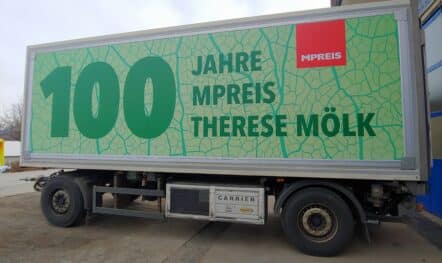 MPREIS
100
JAHRE
MPREIS
THERESE MÖLK
CARRIER